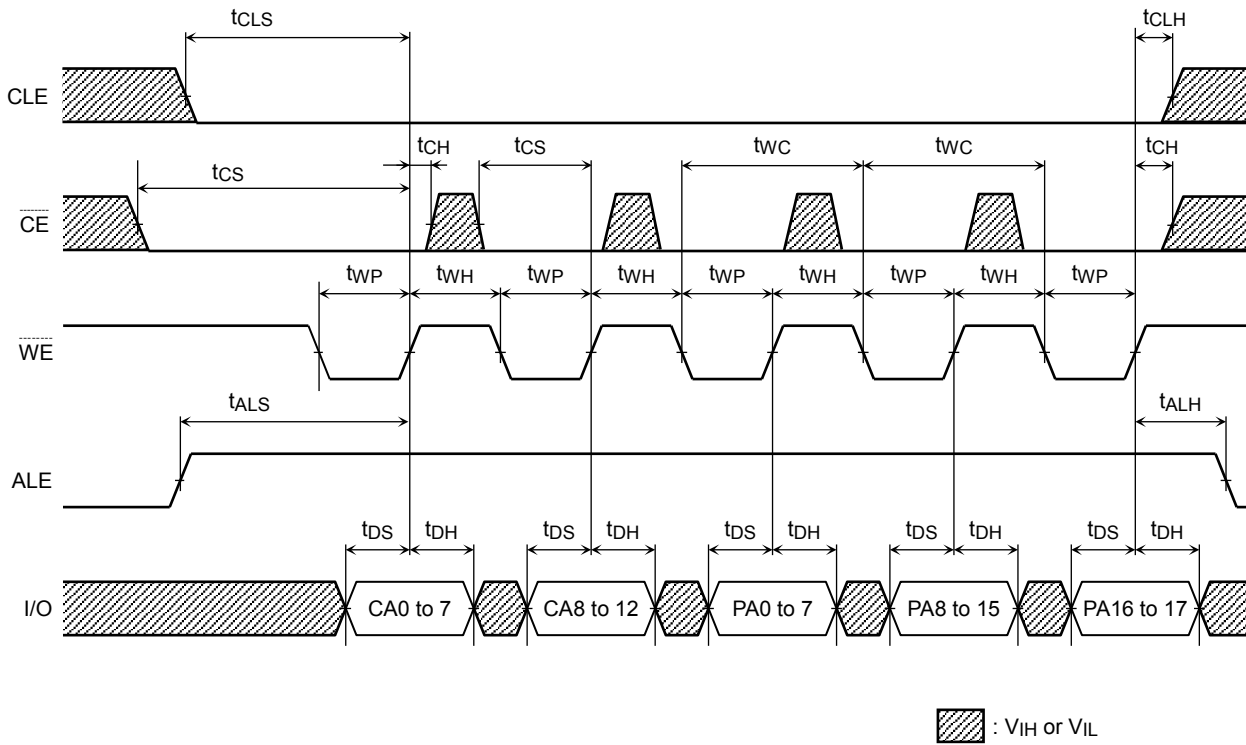 tCLS tCLH
CLE
tCH tCS tWC tWC tCH
tCS
CE
tWP tWH tWP tWH tWP tWH tWP tWH tWP
WE
tALS tALH
ALE
tDS tDH tDS tDH tDS tDH tDS tDH tDS tDH
I/O CA0 to 7 CA8 to 12 PA0 to 7 PA8 to 15 PA16 to 17
: VIH or VIL